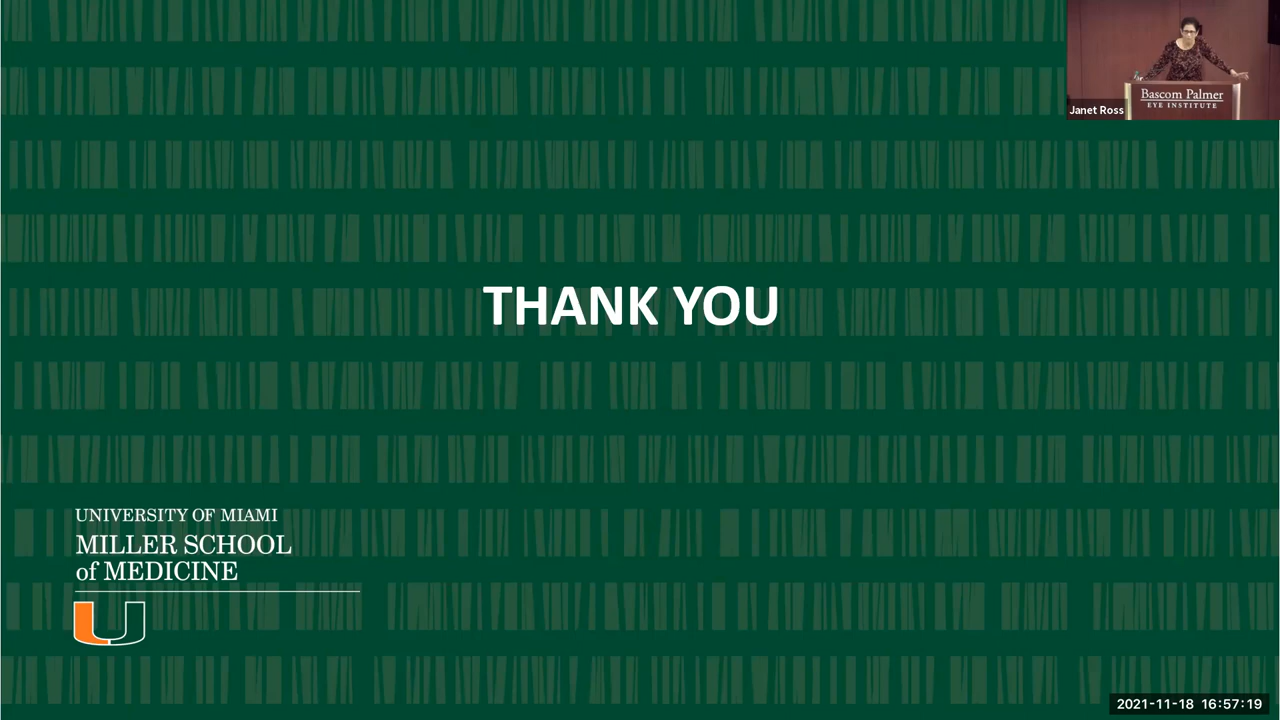 Bascom Palmer
EYE INSTITUTE
Janet Ross
THANK YOU
UNIVERSITY OF MIAMI
MILLER SCHOOL
of MEDICINE
U
2021-11-18 16:57:19